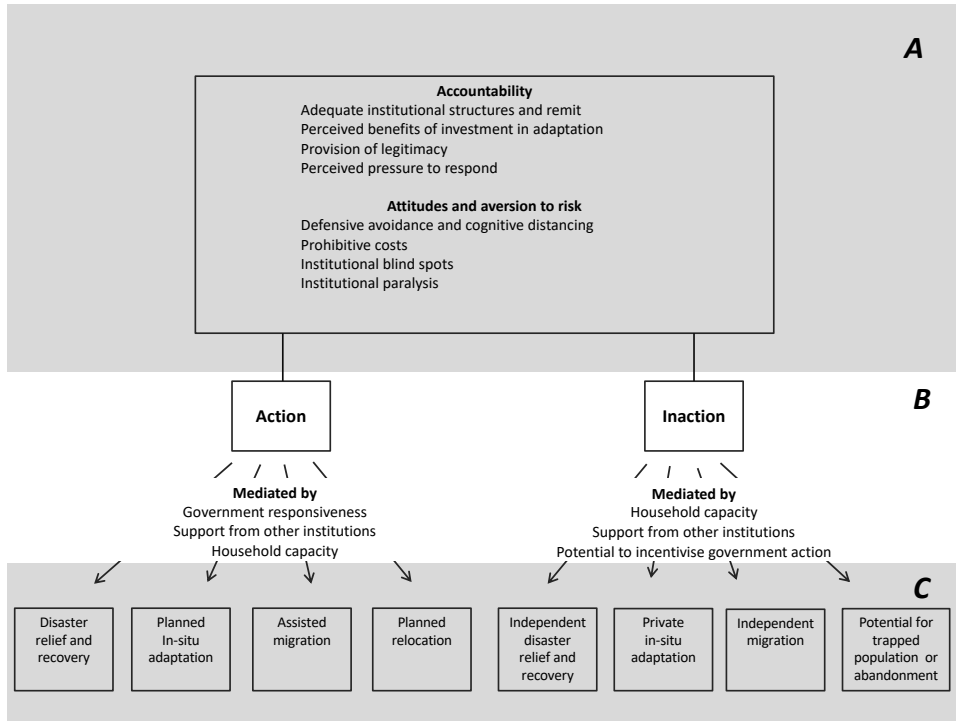 A
Accountability
Adequate institutional structures and remit
Perceived benefits of investment in adaptation
Provision of legitimacy
Perceived pressure to respond
Attitudes and aversion to risk
Defensive avoidance and cognitive distancing
Prohibitive costs
Institutional blind spots
Institutional paralysis
B
Action
Inaction
Mediated by
Government responsiveness
Support from other institutions
Household capacity
Mediated by
Household capacity
Support from other institutions
Potential to incentivise government action
C
Disaster
relief and
recovery
Planned
In-situ
adaptation
Assisted
migration
Planned
relocation
Independent
disaster
relief and
recovery
Private
in-situ
adaptation
Independent
migration
Potential for
trapped
population or
abandonment